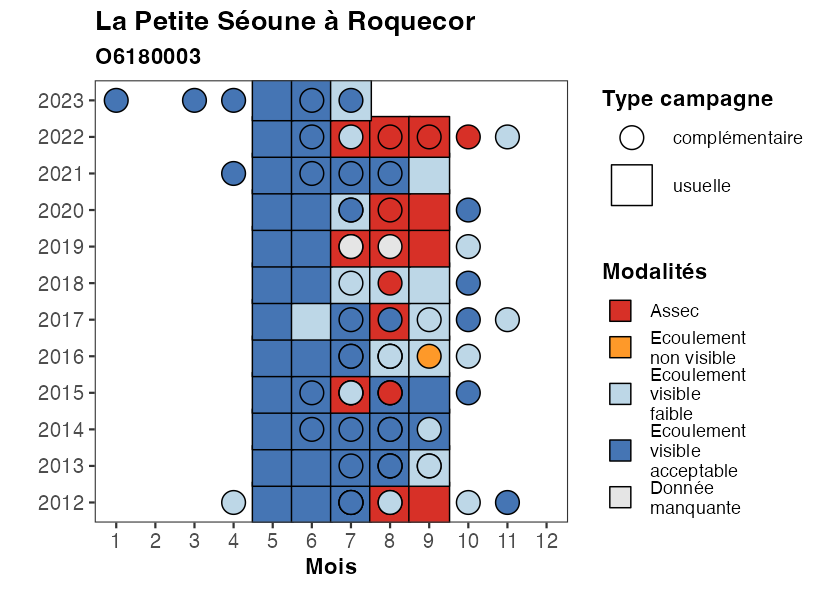 La Petite Séoune à Roquecor
O6180003
2023
2022
2021
2020
2019
2018
2017
2016
2015
2014
2013
2012
1 2 3 4 5 6 7 8 9 10 11 12
Mois
Type campagne
complémentaire
usuelle
Modalités
Assec
Ecoulement
non visible
Ecoulement
visible
faible
Ecoulement
visible
acceptable
Donnée
manquante